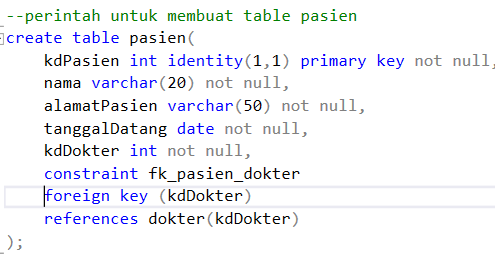 --perintah untuk membuat table pasien
create table pasien(
kdPasien int identity(1,1) primary key not null,
nama varchar(20) not null,
alamatPasien varchar(50) not null,
tanggalDatang date not null,
kdDokter int not null,
constraint fk_pasien_dokter
foreign key (kdDokter)
references dokter(kdDokter)
);